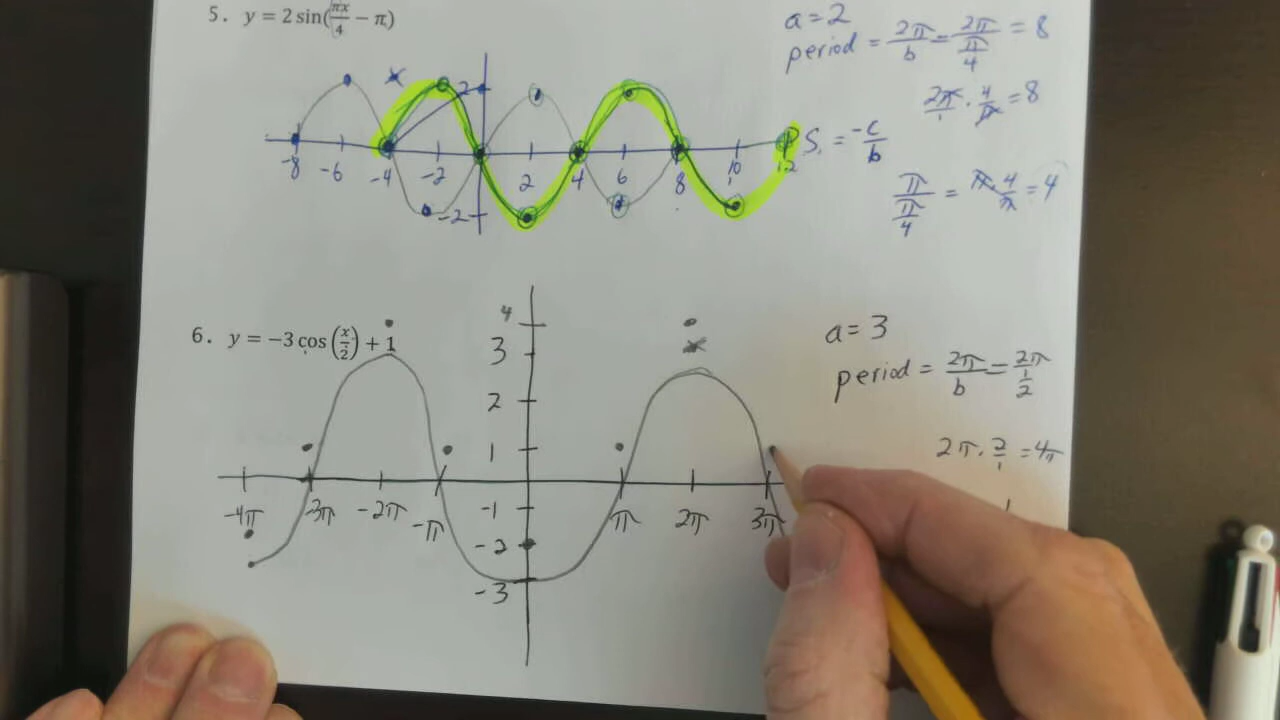 5. y = 2 sin(πx/4 − π)
a = 2
period = 2π/b = 2π/(π/4) = 8
2π/1 · 4/π = 8
P.S. = -c/b
π/(π/4) = π · 4/π = 4
2
-8 -6 -4 -2 2 4 6 8 10 12
-2
6. y = −3 cos(x/2) + 1
a = 3
period = 2π/b = 2π/(1/2)
2π · 2/1 = 4π
4
3
2
1
-4π -3π -2π -π π 2π 3π
-1
-2
-3